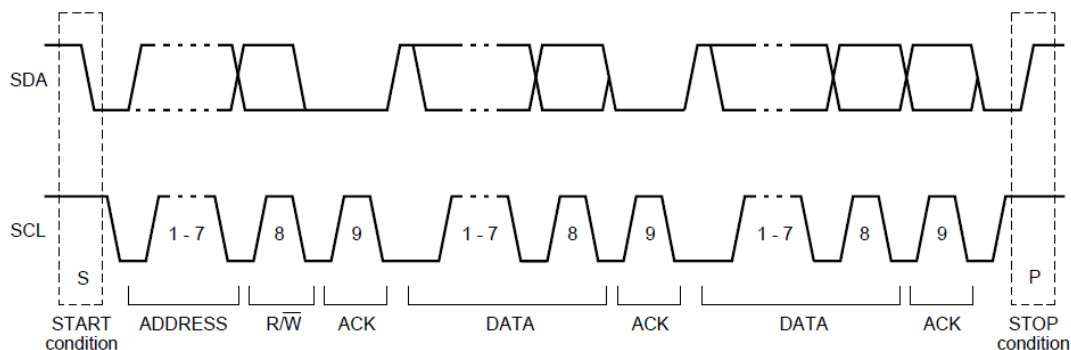 SDA
SCL
1 - 7 8 9 1 - 7 8 9 1 - 7 8 9
S P
START condition ADDRESS R/W̅ ACK DATA ACK DATA ACK STOP condition